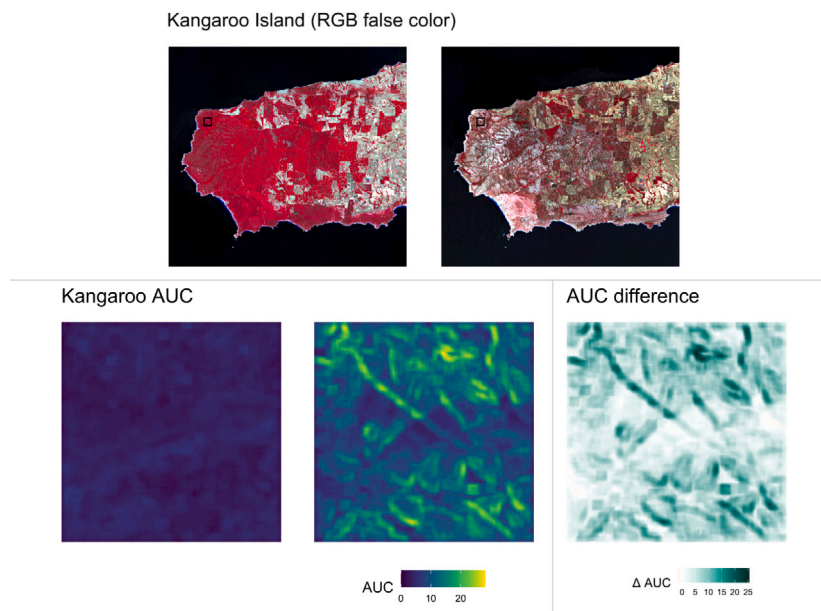 Kangaroo Island (RGB false color)
Kangaroo AUC
AUC difference
AUC
0 10 20
Δ AUC
0 5 10 15 20 25